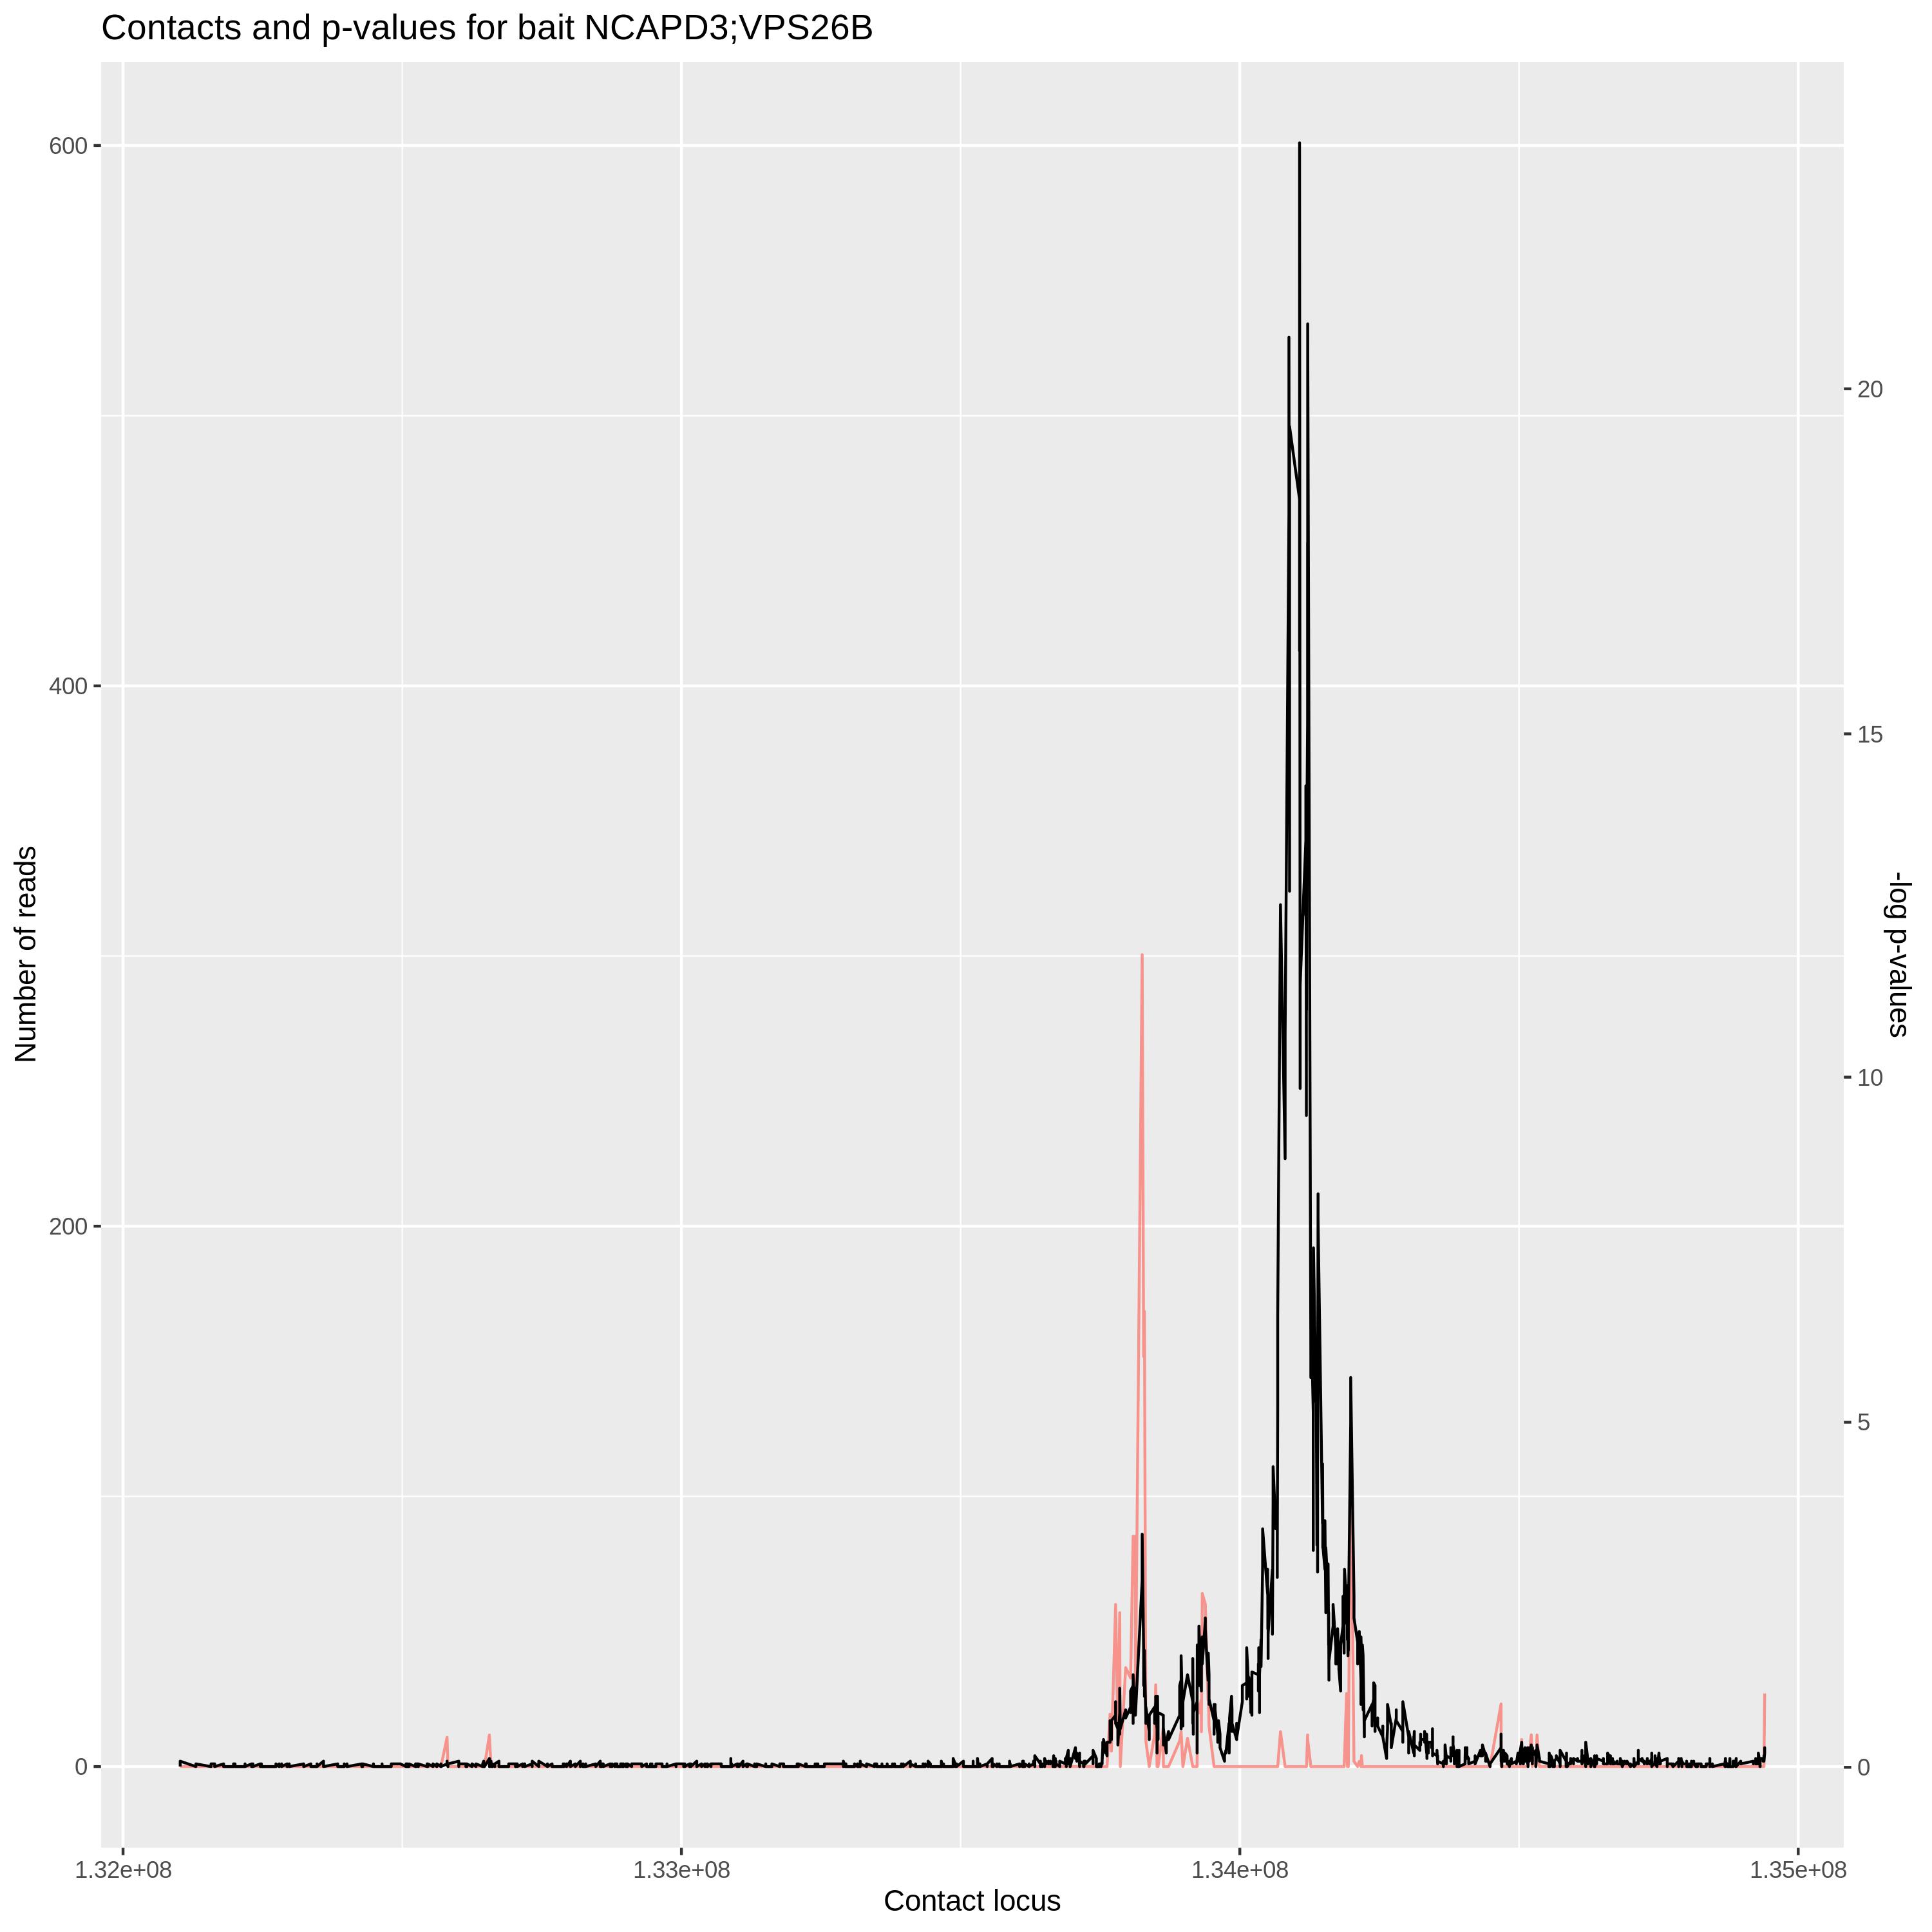 Contacts and p-values for bait NCAPD3;VPS26B
600
400
200
0
Number of reads
20
15
10
5
0
-log p-values
1.32e+08
1.33e+08
1.34e+08
1.35e+08
Contact locus